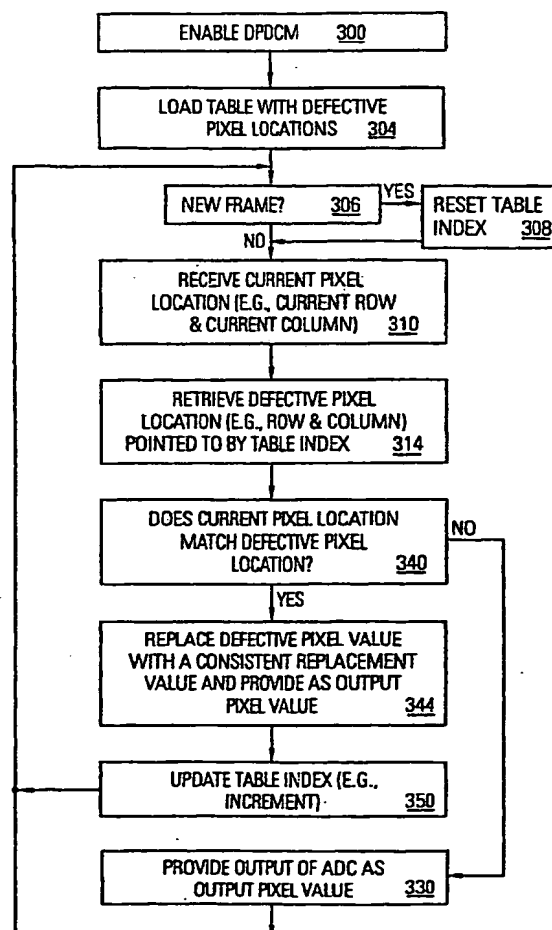 ENABLE DPDCM 300
LOAD TABLE WITH DEFECTIVE
PIXEL LOCATIONS 304
NEW FRAME? 306
YES
RESET TABLE
INDEX 308
NO
RECEIVE CURRENT PIXEL
LOCATION (E.G., CURRENT ROW
& CURRENT COLUMN) 310
RETRIEVE DEFECTIVE PIXEL
LOCATION (E.G., ROW & COLUMN)
POINTED TO BY TABLE INDEX 314
DOES CURRENT PIXEL LOCATION
MATCH DEFECTIVE PIXEL
LOCATION? 340
NO
YES
REPLACE DEFECTIVE PIXEL VALUE
WITH A CONSISTENT REPLACEMENT
VALUE AND PROVIDE AS OUTPUT
PIXEL VALUE 344
UPDATE TABLE INDEX (E.G.,
INCREMENT) 350
PROVIDE OUTPUT OF ADC AS
OUTPUT PIXEL VALUE 330